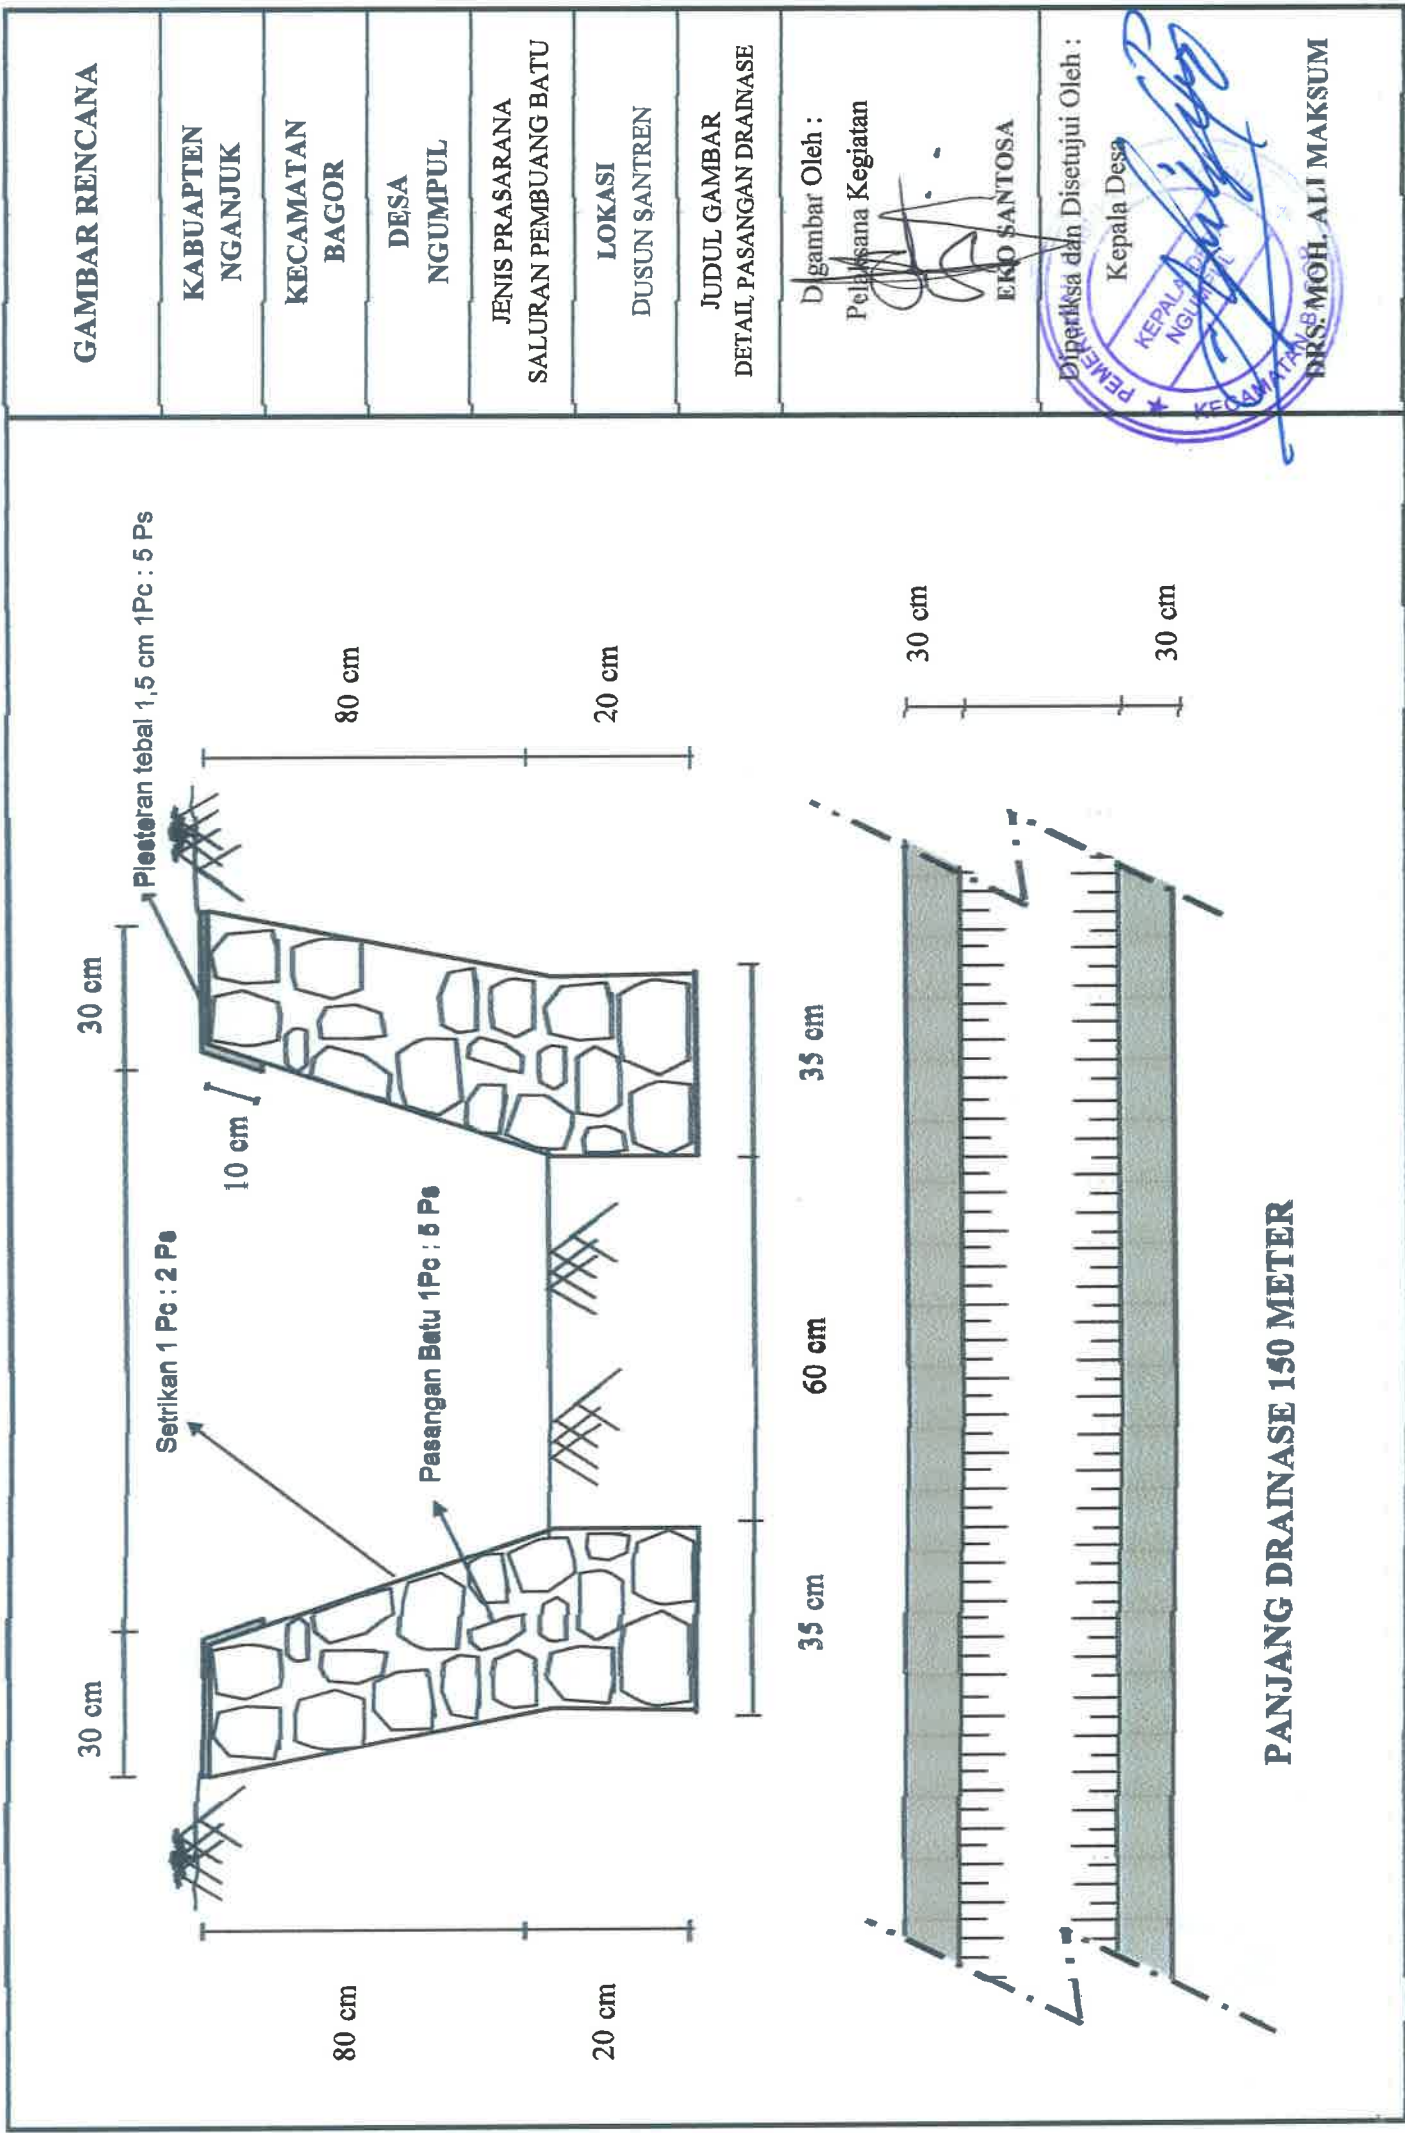 30 cm
30 cm
Plesteran tebal 1,5 cm 1Pc : 5 Ps
Setrikan 1 Pc : 2 Ps
10 cm
80 cm
80 cm
Pasangan Batu 1Pc : 5 Ps
20 cm
20 cm
35 cm
60 cm
35 cm
30 cm
30 cm
PANJANG DRAINASE 150 METER
GAMBAR RENCANA
KABUAPTEN
NGANJUK
KECAMATAN
BAGOR
DESA
NGUMPUL
JENIS PRASARANA
SALURAN PEMBUANG BATU
LOKASI
DUSUN SANTREN
JUDUL GAMBAR
DETAIL PASANGAN DRAINASE
Digambar Oleh :
Pelaksana Kegiatan
EKO SANTOSA
Diperiksa dan Disetujui Oleh :
Kepala Desa
DRS. MOH. ALI MAKSUM
KECAMATAN
KEPALA